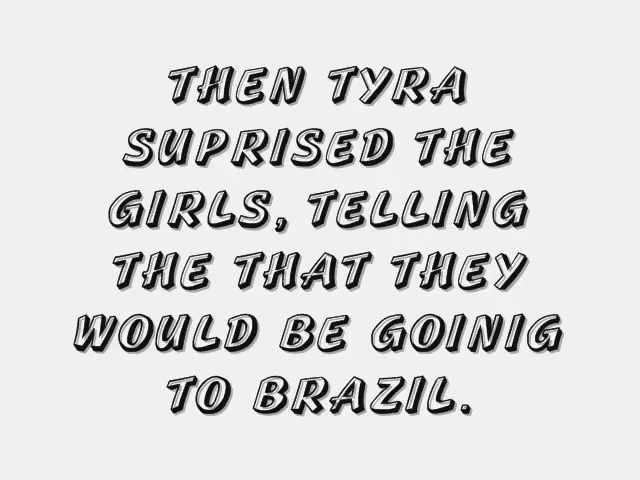 THEN TYRA
SUPRISED THE
GIRLS, TELLING
THE THAT THEY
WOULD BE GOINIG
TO BRAZIL.